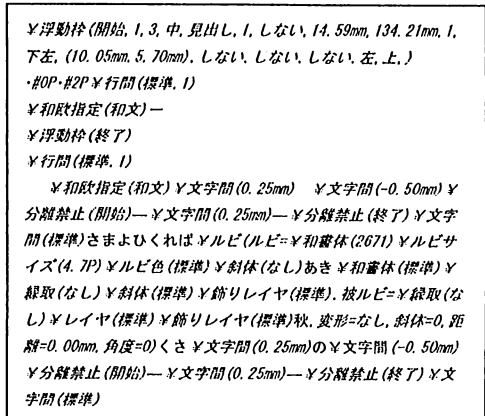 ￥浮動枠(開始, 1, 3, 中, 見出し, 1, しない, 14.59mm, 134.21mm, 1,
下左, (10.05mm, 5.70mm), しない, しない, しない, 左, 上, )
・#0P・#2P￥行間(標準, 1)
￥和欧指定(和文)―
￥浮動枠(終了)
￥行間(標準, 1)
￥和欧指定(和文)￥文字間(0.25mm)　￥文字間(-0.50mm)￥
分離禁止(開始)―￥文字間(0.25mm)―￥分離禁止(終了)￥文字
間(標準)さまよひくれば￥ルビ(ルビ=￥和書体(2671)￥ルビサ
イズ(4.7P)￥ルビ色(標準)￥斜体(なし)あき￥和書体(標準)￥
縁取(なし)￥斜体(標準)￥飾りレイヤ(標準), 被ルビ=￥縁取(な
し)￥レイヤ(標準)￥飾りレイヤ(標準)秋, 変形=なし, 斜体=0, 距
離=0.00mm, 角度=0)くさ￥文字間(0.25mm)の￥文字間(-0.50mm)
￥分離禁止(開始)―￥文字間(0.25mm)―￥分離禁止(終了)￥文
字間(標準)